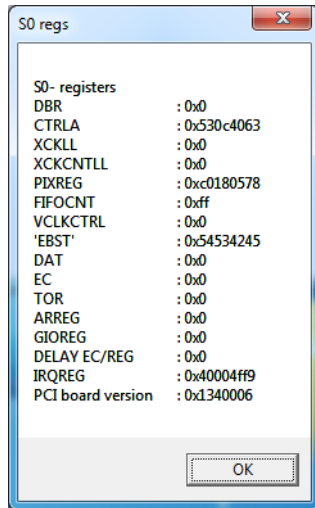 S0 regs
S0- registers
DBR : 0x0
CTRLA : 0x530c4063
XCKLL : 0x0
XCKCNTLL : 0x0
PIXREG : 0xc0180578
FIFOCNT : 0xff
VCLKCTRL : 0x0
'EBST' : 0x54534245
DAT : 0x0
EC : 0x0
TOR : 0x0
ARREG : 0x0
GIOREG : 0x0
DELAY EC/REG : 0x0
IRQREG : 0x40004ff9
PCI board version : 0x1340006
OK